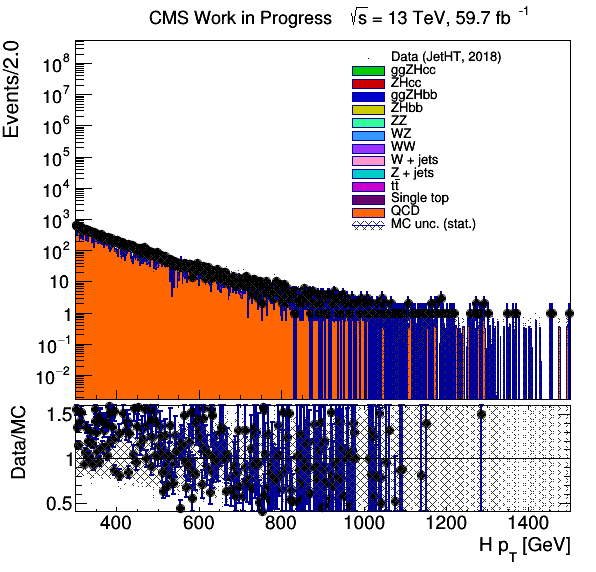 CMS Work in Progress √s = 13 TeV, 59.7 fb⁻¹
Events/2.0
Data (JetHT, 2018)
ggZHcc
ZHcc
ggZHbb
ZHbb
ZZ
WZ
WW
W + jets
Z + jets
tt̄
Single top
QCD
MC unc. (stat.)
10⁸
10⁷
10⁶
10⁵
10⁴
10³
10²
10
1
10⁻¹
10⁻²
Data/MC
1.5
1
0.5
400 600 800 1000 1200 1400
H p_T [GeV]